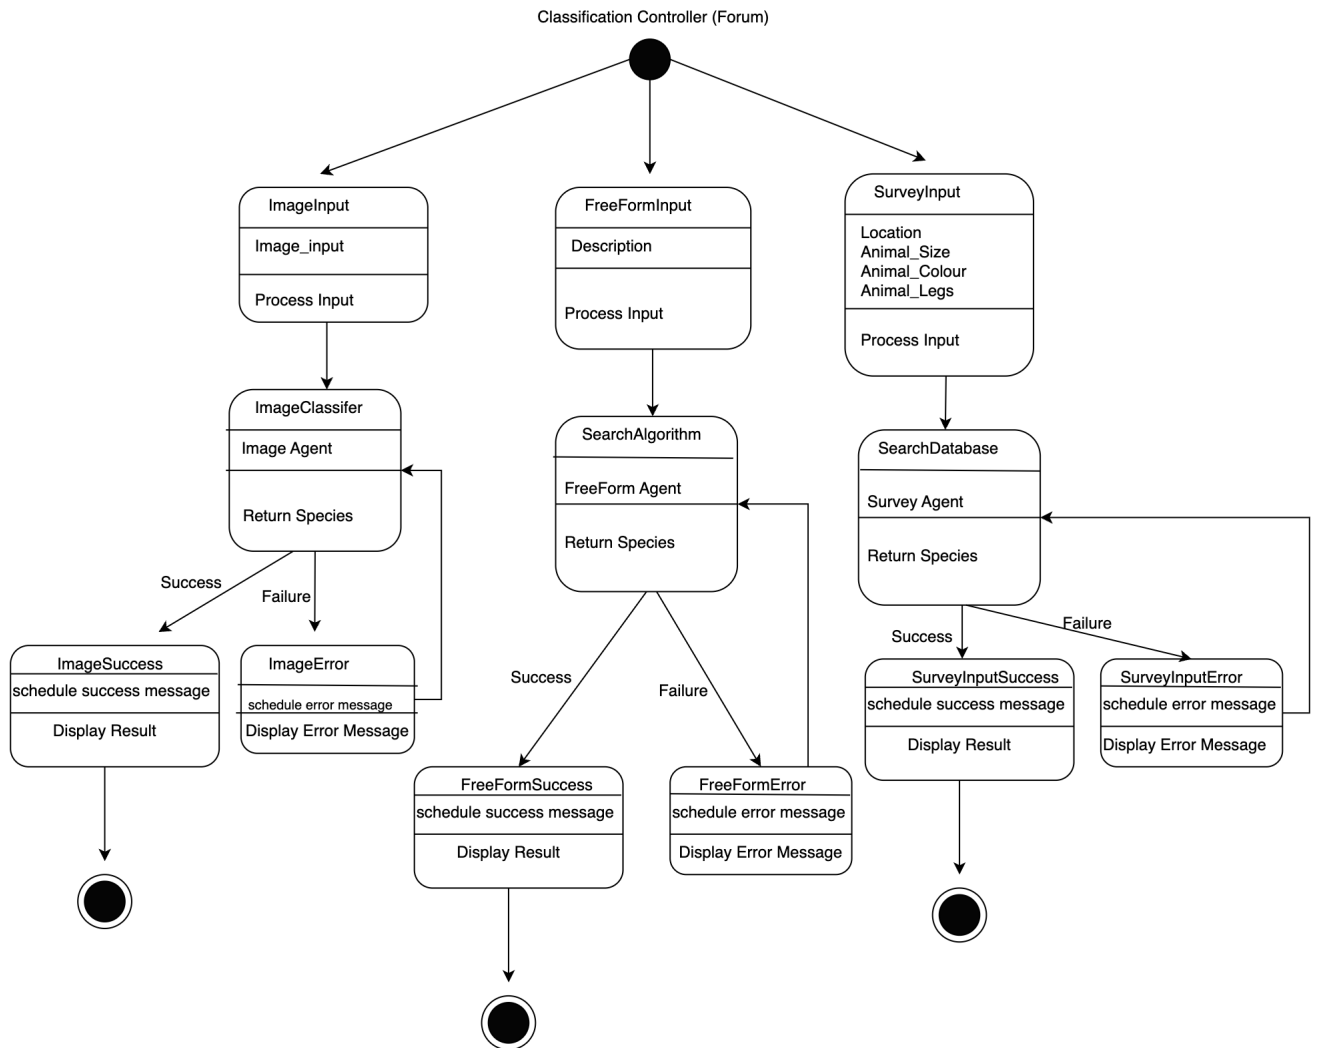 Classification Controller (Forum)
ImageInput
Image_input
Process Input
FreeFormInput
Description
Process Input
SurveyInput
Location
Animal_Size
Animal_Colour
Animal_Legs
Process Input
ImageClassifer
Image Agent
Return Species
SearchAlgorithm
FreeForm Agent
Return Species
SearchDatabase
Survey Agent
Return Species
Success
Failure
ImageSuccess
schedule success message
Display Result
ImageError
schedule error message
Display Error Message
Success
Failure
FreeFormSuccess
schedule success message
Display Result
FreeFormError
schedule error message
Display Error Message
Success
Failure
SurveyInputSuccess
schedule success message
Display Result
SurveyInputError
schedule error message
Display Error Message